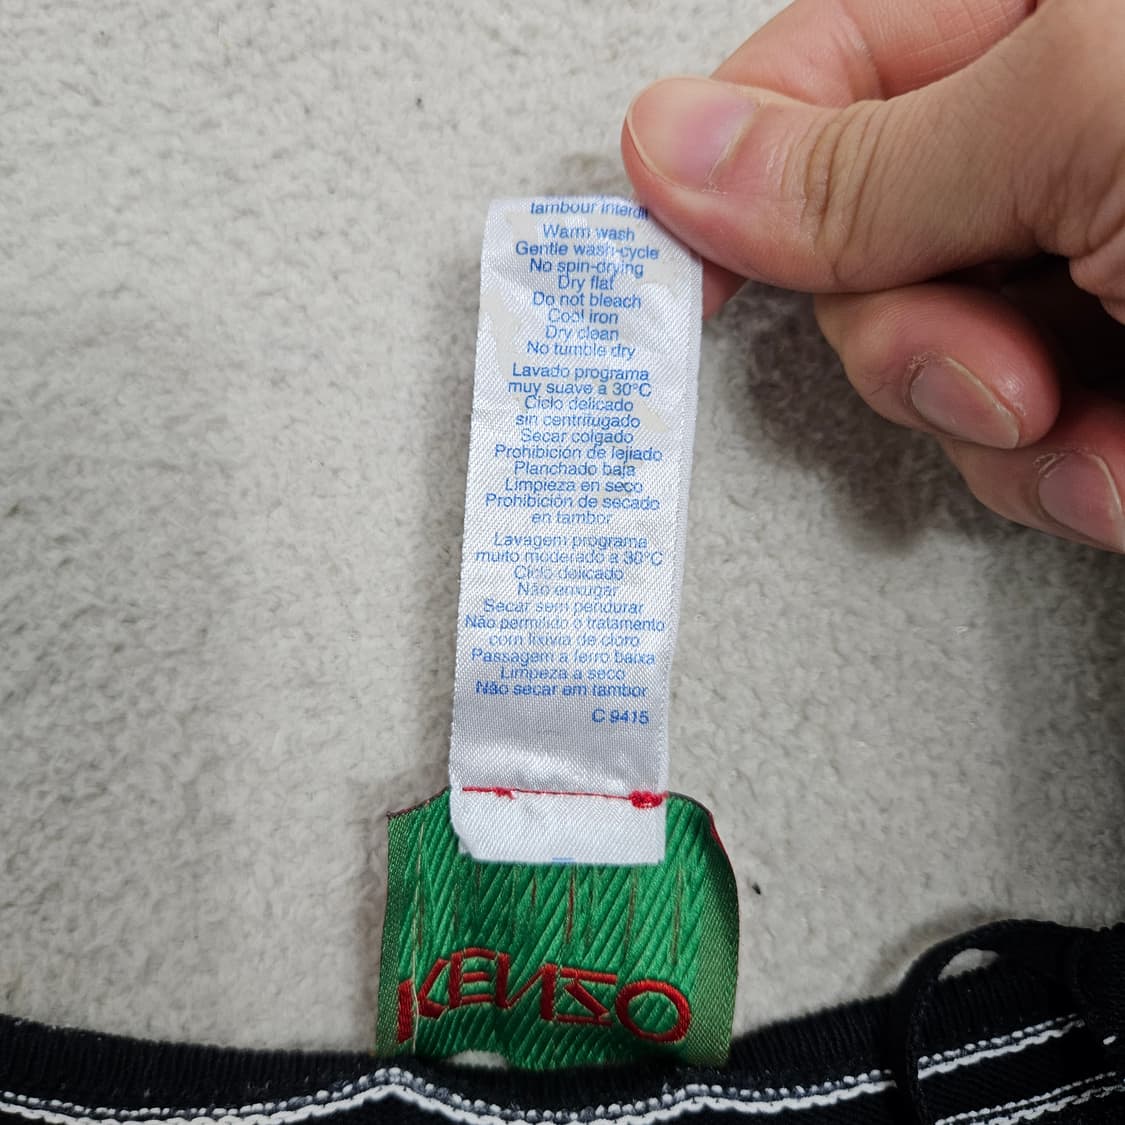 tambour interdit
Warm wash
Gentle wash-cycle
No spin-drying
Dry flat
Do not bleach
Cool iron
Dry clean
No tumble dry
Lavado programa
muy suave a 30°C
Ciclo delicado
sin centrifugado
Secar colgado
Prohibición de lejiado
Planchado baja
Limpieza en seco
Prohibición de secado
en tambor
Lavagem programa
muito moderado a 30°C
Ciclo delicado
Não enxugar
Secar sem pendurar
Não permitido o tratamento
com lixivia de cloro
Passagem a ferro baixa
Limpeza a seco
Não secar em tambor
C 9415
KENZO